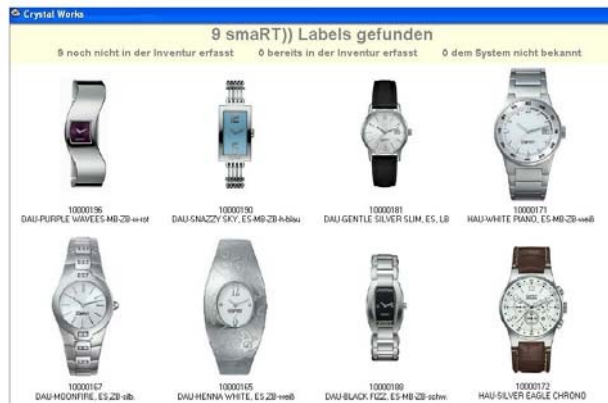 Crystal Works
9 smaRT)) Labels gefunden
9 noch nicht in der Inventur erfasst 0 bereits in der Inventur erfasst 0 dem System nicht bekannt
10000196 10000190 10000181 10000171
DAU-PURPLE WAVEES-MB-ZB-w-rot DAU-SNAZZY SKY, ES-MB-ZB-h-blau DAU-GENTLE SILVER SLIM, ES, LB HAU-WHITE PIANO, ES-MB-ZB-weiß
10000167 10000165 10000188 10000172
DAU-MOONFIRE, ES,ZB-silb. DAU-HENNA WHITE, ES,ZB-weiß DAU-BLACK FIZZ, ES-MB-ZB-schw. HAU-SILVER EAGLE CHRONO